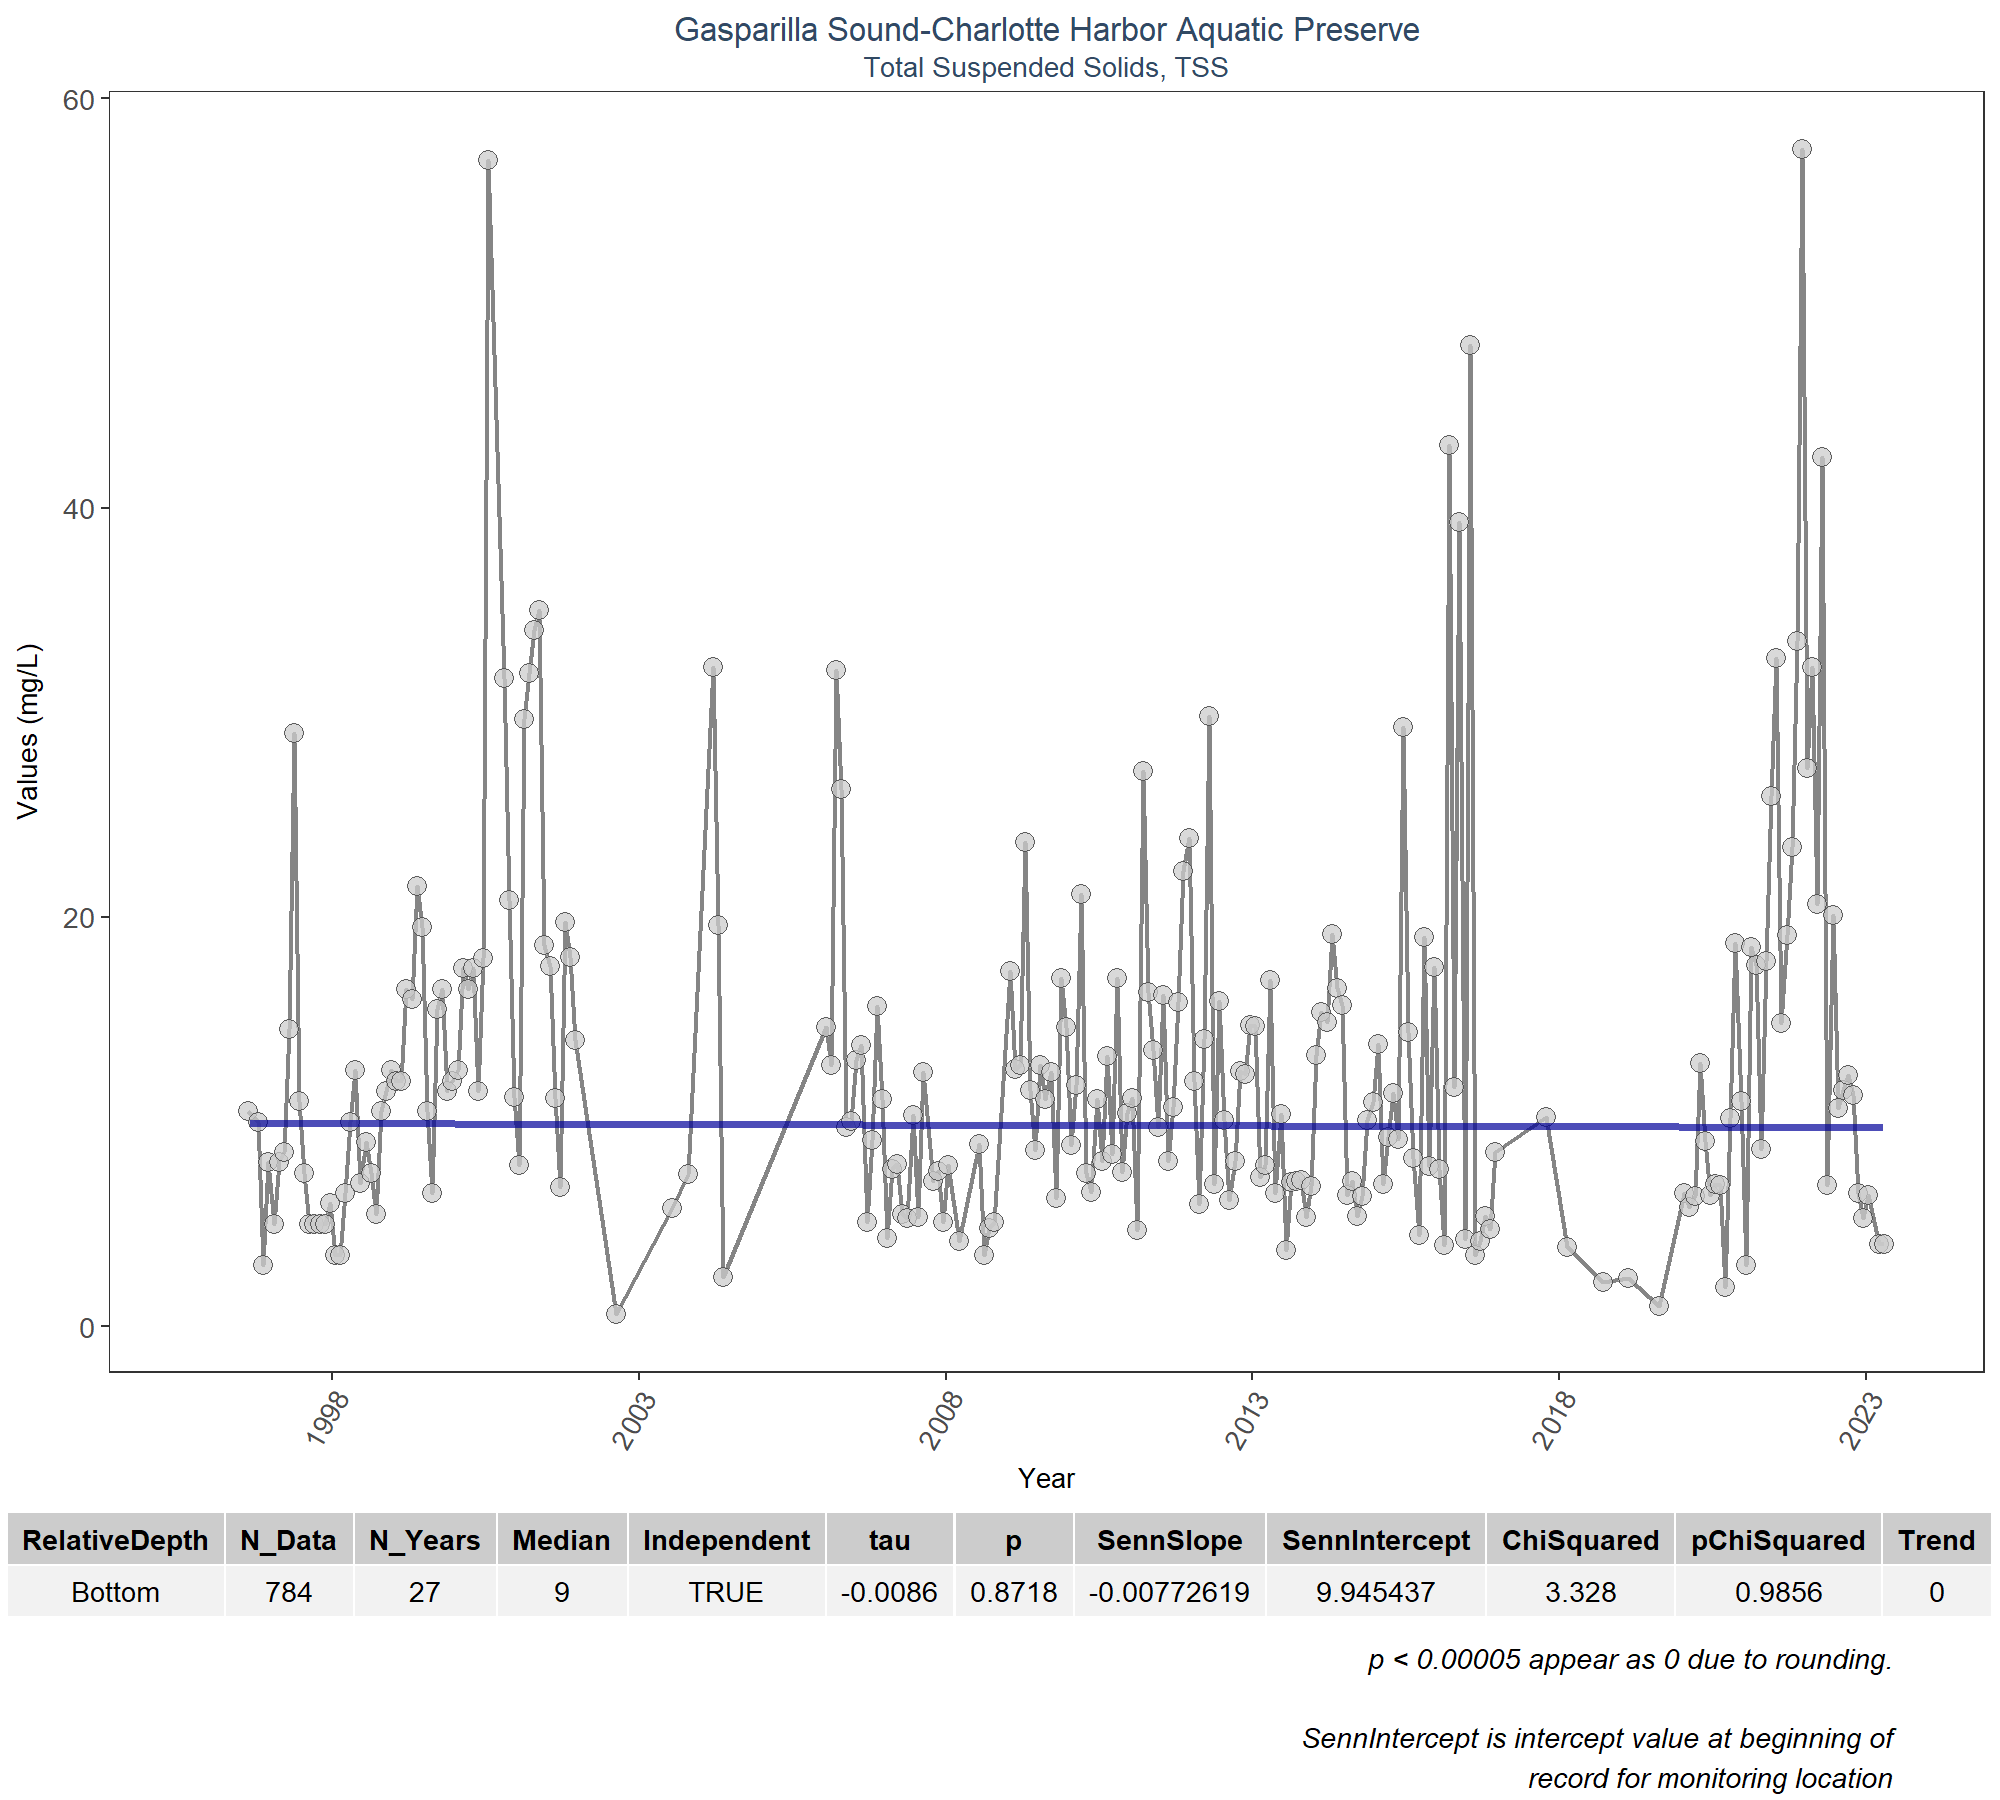 Gasparilla Sound-Charlotte Harbor Aquatic Preserve
Total Suspended Solids, TSS
60
40
20
0
Values (mg/L)
1998
2003
2008
2013
2018
2023
Year
RelativeDepth N_Data N_Years Median Independent tau p SennSlope SennIntercept ChiSquared pChiSquared Trend
Bottom 784 27 9 TRUE -0.0086 0.8718 -0.00772619 9.945437 3.328 0.9856 0
p < 0.00005 appear as 0 due to rounding.
SennIntercept is intercept value at beginning of
record for monitoring location